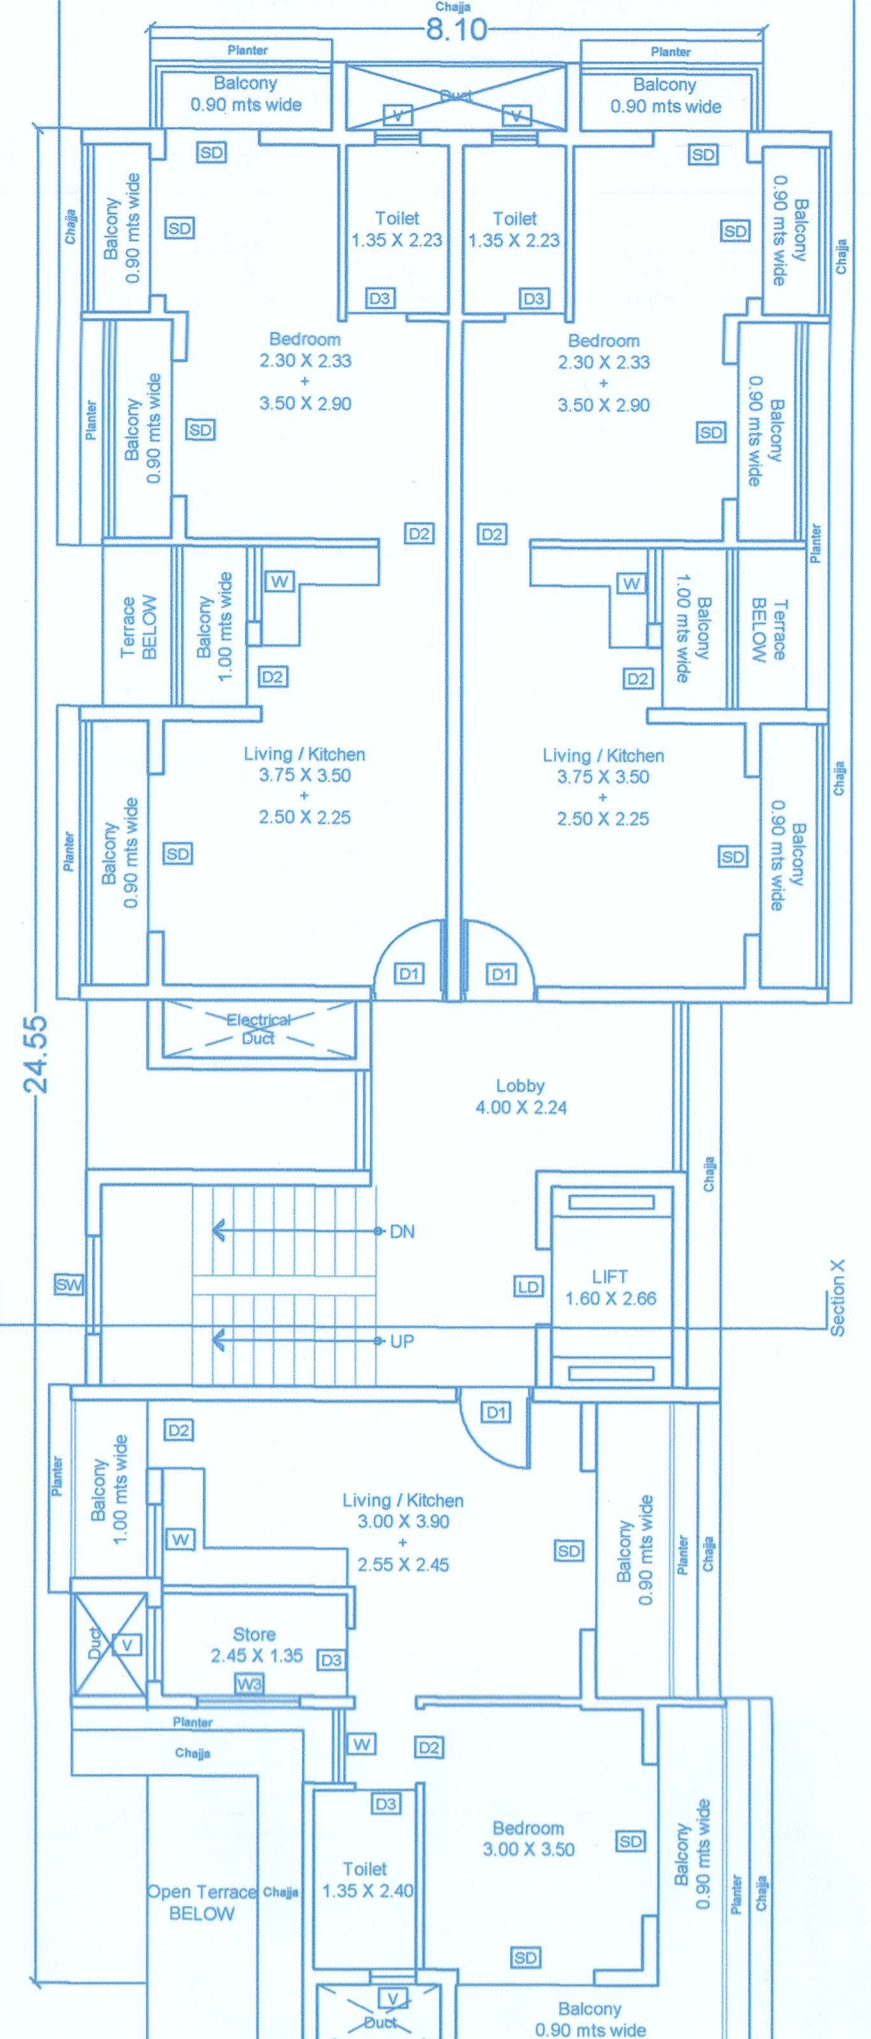 Chajja
8.10
Planter
Planter
Balcony
0.90 mts wide
Duct
Balcony
0.90 mts wide
V
V
SD
SD
Chajja
Balcony
0.90 mts wide
SD
Toilet
1.35 X 2.23
Toilet
1.35 X 2.23
SD
Balcony
0.90 mts wide
Chajja
D3
D3
Bedroom
2.30 X 2.33
+
3.50 X 2.90
Bedroom
2.30 X 2.33
+
3.50 X 2.90
Planter
Balcony
0.90 mts wide
SD
SD
Balcony
0.90 mts wide
Planter
D2
D2
Terrace
BELOW
Balcony
1.00 mts wide
W
W
Balcony
1.00 mts wide
Terrace
BELOW
D2
D2
Living / Kitchen
3.75 X 3.50
+
2.50 X 2.25
Living / Kitchen
3.75 X 3.50
+
2.50 X 2.25
Chajja
Planter
Balcony
0.90 mts wide
SD
SD
Balcony
0.90 mts wide
D1
D1
24.55
Electrical
Duct
Lobby
4.00 X 2.24
Chajja
DN
SW
LD
LIFT
1.60 X 2.66
Section X
UP
D1
D2
Planter
Balcony
1.00 mts wide
Living / Kitchen
3.00 X 3.90
+
2.55 X 2.45
W
SD
Balcony
0.90 mts wide
Planter
Chajja
Duct
V
Store
2.45 X 1.35
D3
W3
Planter
Chajja
W
D2
D3
Bedroom
3.00 X 3.50
SD
Balcony
0.90 mts wide
Planter
Chajja
Toilet
1.35 X 2.40
Open Terrace
BELOW
Chajja
SD
V
Duct
Balcony
0.90 mts wide